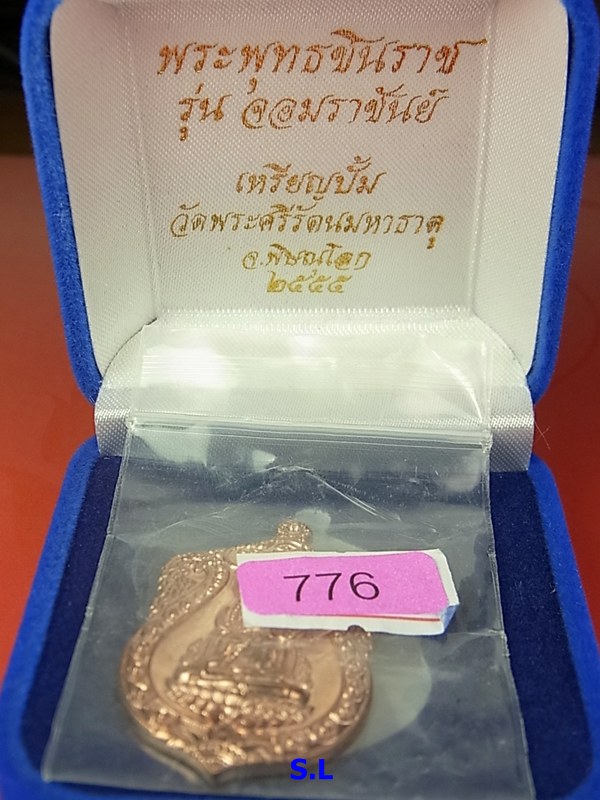 พระพุทธชินราช
รุ่น จอมราชันย์
เหรียญปั้ม
วัดพระศรีรัตนมหาธาตุ
จ.พิษณุโลก
๒๕๕๕
776
S.L